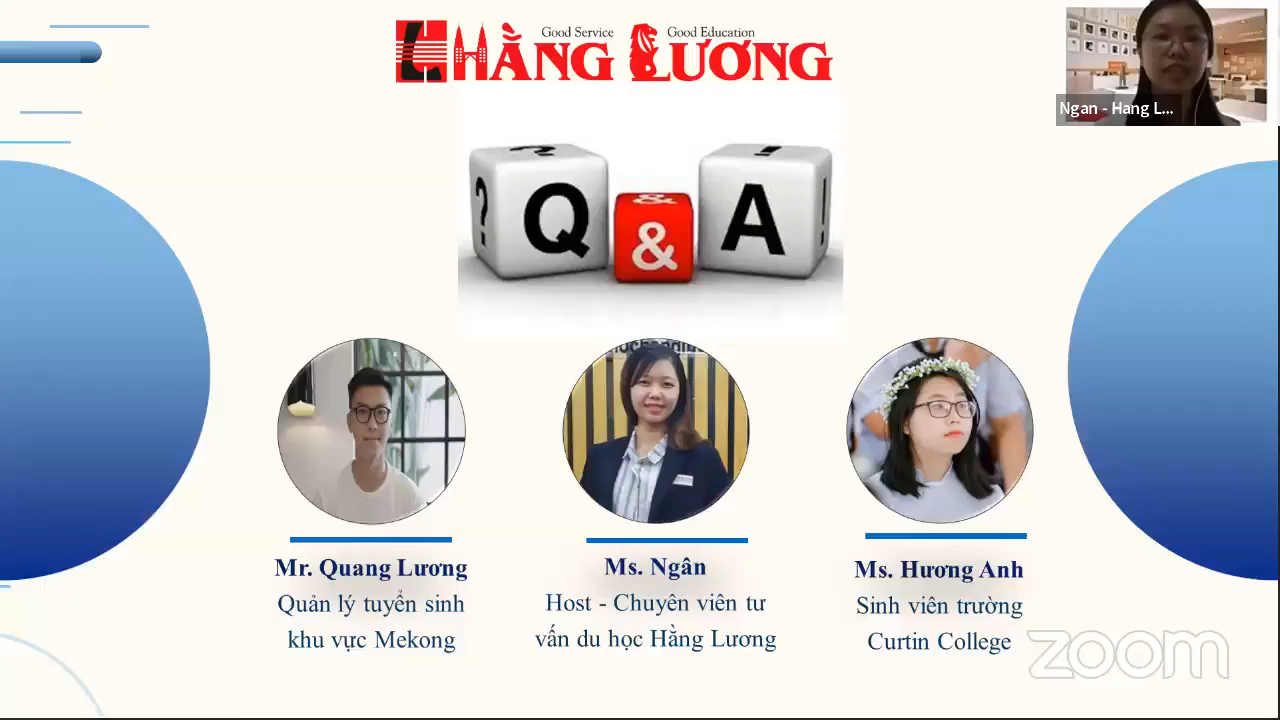 Good Service Good Education
HẰNG LƯƠNG
Ngan - Hang L...
Q & A
Mr. Quang Lương
Quản lý tuyển sinh
khu vực Mekong
Ms. Ngân
Host - Chuyên viên tư
vấn du học Hằng Lương
Ms. Hương Anh
Sinh viên trường
Curtin College
zoom